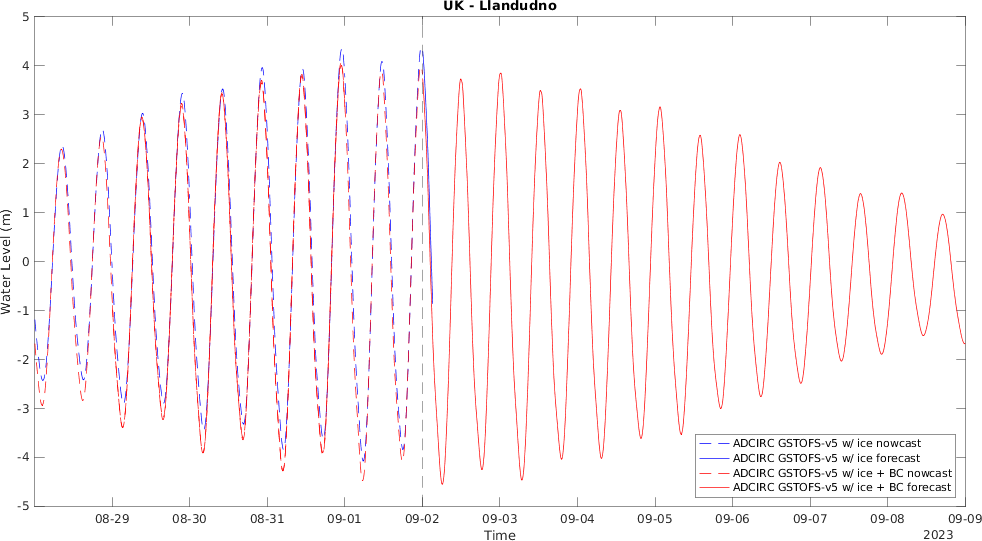 UK - Llandudno
5
4
3
2
1
0
-1
-2
-3
-4
-5
Water Level (m)
ADCIRC GSTOFS-v5 w/ ice nowcast
ADCIRC GSTOFS-v5 w/ ice forecast
ADCIRC GSTOFS-v5 w/ ice + BC nowcast
ADCIRC GSTOFS-v5 w/ ice + BC forecast
08-29 08-30 08-31 09-01 09-02 09-03 09-04 09-05 09-06 09-07 09-08 09-09
Time
2023